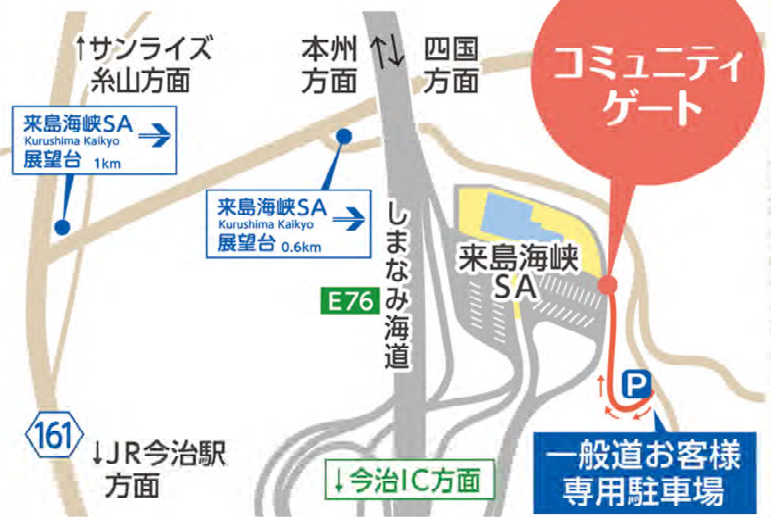 ↑サンライズ
糸山方面
本州
方面
↑↓
四国
方面
コミュニティ
ゲート
来島海峡SA
Kurushima Kaikyo
展望台 1km
来島海峡SA
Kurushima Kaikyo
展望台 0.6km
しまなみ海道
E76
来島海峡
SA
P
161
↓JR今治駅
方面
↓今治IC方面
一般道お客様
専用駐車場